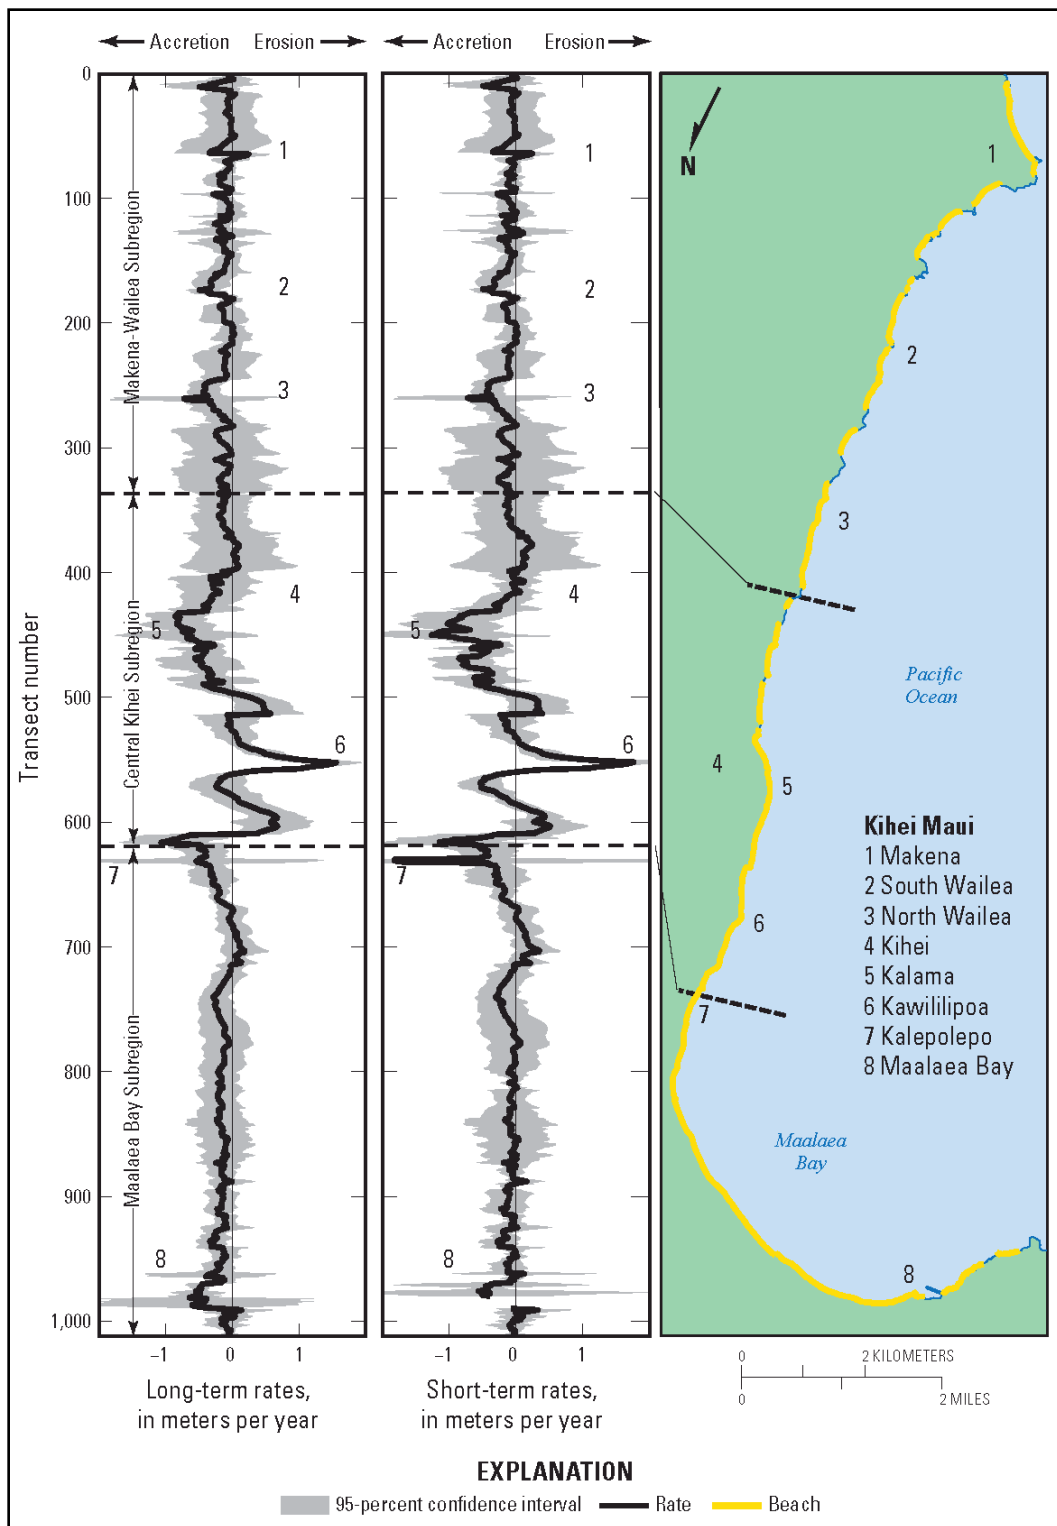 Accretion Erosion
Accretion Erosion
0
100
200
300
400
500
600
700
800
900
1,000
Transect number
Makena-Wailea Subregion
Central Kihei Subregion
Maalaea Bay Subregion
1
2
3
4
5
6
7
8
−1 0 1
Long-term rates,
in meters per year
1
2
3
4
5
6
7
8
−1 0 1
Short-term rates,
in meters per year
N
1
2
3
4
5
6
7
8
Pacific
Ocean
Maalaea
Bay
Kihei Maui
1 Makena
2 South Wailea
3 North Wailea
4 Kihei
5 Kalama
6 Kawililipoa
7 Kalepolepo
8 Maalaea Bay
0 2 KILOMETERS
0 2 MILES
EXPLANATION
95-percent confidence interval Rate Beach